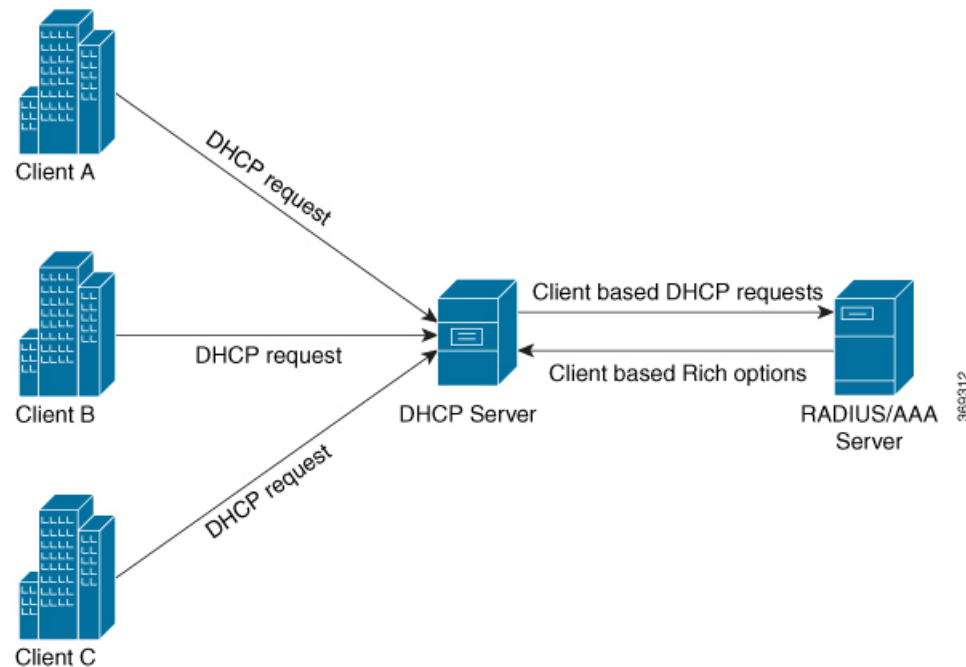 Client A
DHCP request
Client B
DHCP request
Client C
DHCP request
DHCP Server
Client based DHCP requests
Client based Rich options
RADIUS/AAA
Server
369312